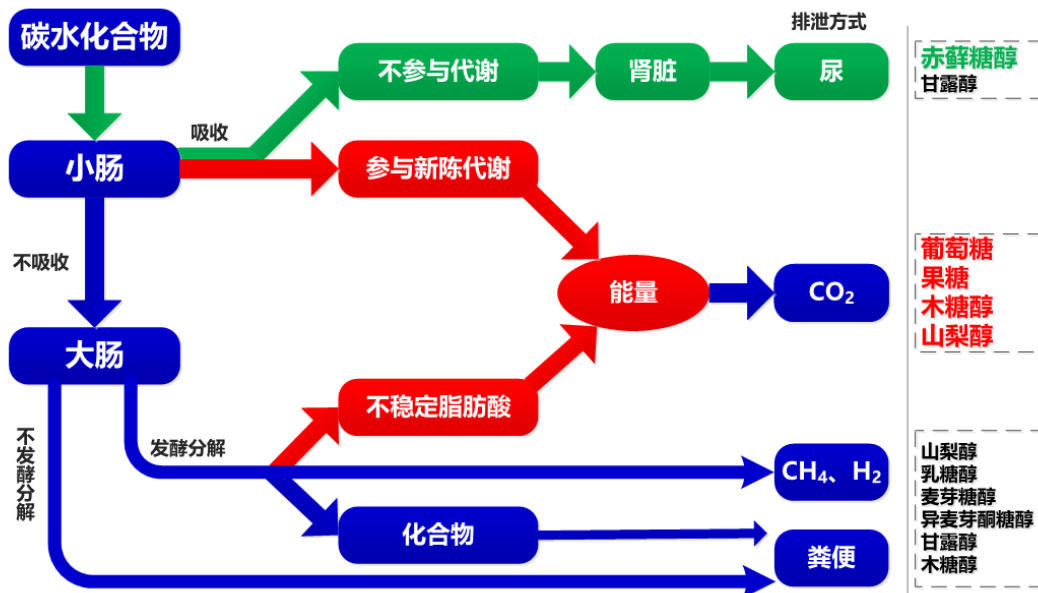 碳水化合物
排泄方式
不参与代谢
肾脏
尿
赤藓糖醇
甘露醇
吸收
小肠
参与新陈代谢
不吸收
能量
CO₂
葡萄糖
果糖
木糖醇
山梨醇
大肠
不稳定脂肪酸
不发酵分解
发酵分解
CH₄、H₂
化合物
粪便
山梨醇
乳糖醇
麦芽糖醇
异麦芽酮糖醇
甘露醇
木糖醇